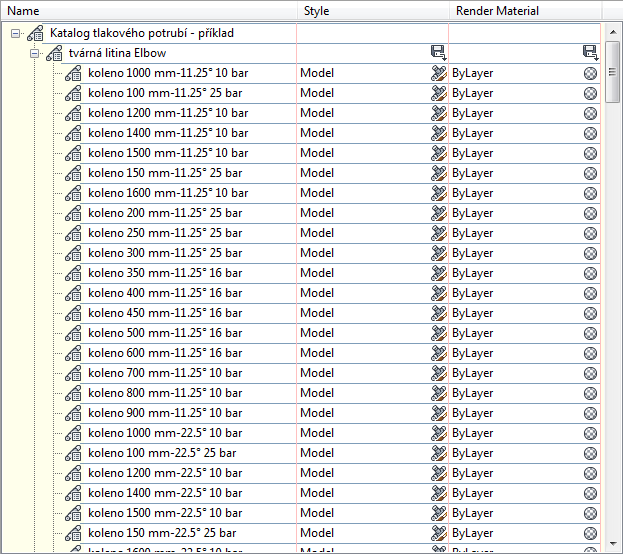 Name Style Render Material
Katalog tlakového potrubí - příklad
tvárná litina Elbow
koleno 1000 mm-11.25° 10 bar Model ByLayer
koleno 100 mm-11.25° 25 bar Model ByLayer
koleno 1200 mm-11.25° 10 bar Model ByLayer
koleno 1400 mm-11.25° 10 bar Model ByLayer
koleno 1500 mm-11.25° 10 bar Model ByLayer
koleno 150 mm-11.25° 25 bar Model ByLayer
koleno 1600 mm-11.25° 10 bar Model ByLayer
koleno 200 mm-11.25° 25 bar Model ByLayer
koleno 250 mm-11.25° 25 bar Model ByLayer
koleno 300 mm-11.25° 25 bar Model ByLayer
koleno 350 mm-11.25° 16 bar Model ByLayer
koleno 400 mm-11.25° 16 bar Model ByLayer
koleno 450 mm-11.25° 16 bar Model ByLayer
koleno 500 mm-11.25° 16 bar Model ByLayer
koleno 600 mm-11.25° 16 bar Model ByLayer
koleno 700 mm-11.25° 10 bar Model ByLayer
koleno 800 mm-11.25° 10 bar Model ByLayer
koleno 900 mm-11.25° 10 bar Model ByLayer
koleno 1000 mm-22.5° 10 bar Model ByLayer
koleno 100 mm-22.5° 25 bar Model ByLayer
koleno 1200 mm-22.5° 10 bar Model ByLayer
koleno 1400 mm-22.5° 10 bar Model ByLayer
koleno 1500 mm-22.5° 10 bar Model ByLayer
koleno 150 mm-22.5° 25 bar Model ByLayer
koleno 1600 mm-22.5° 10 bar Model ByLayer